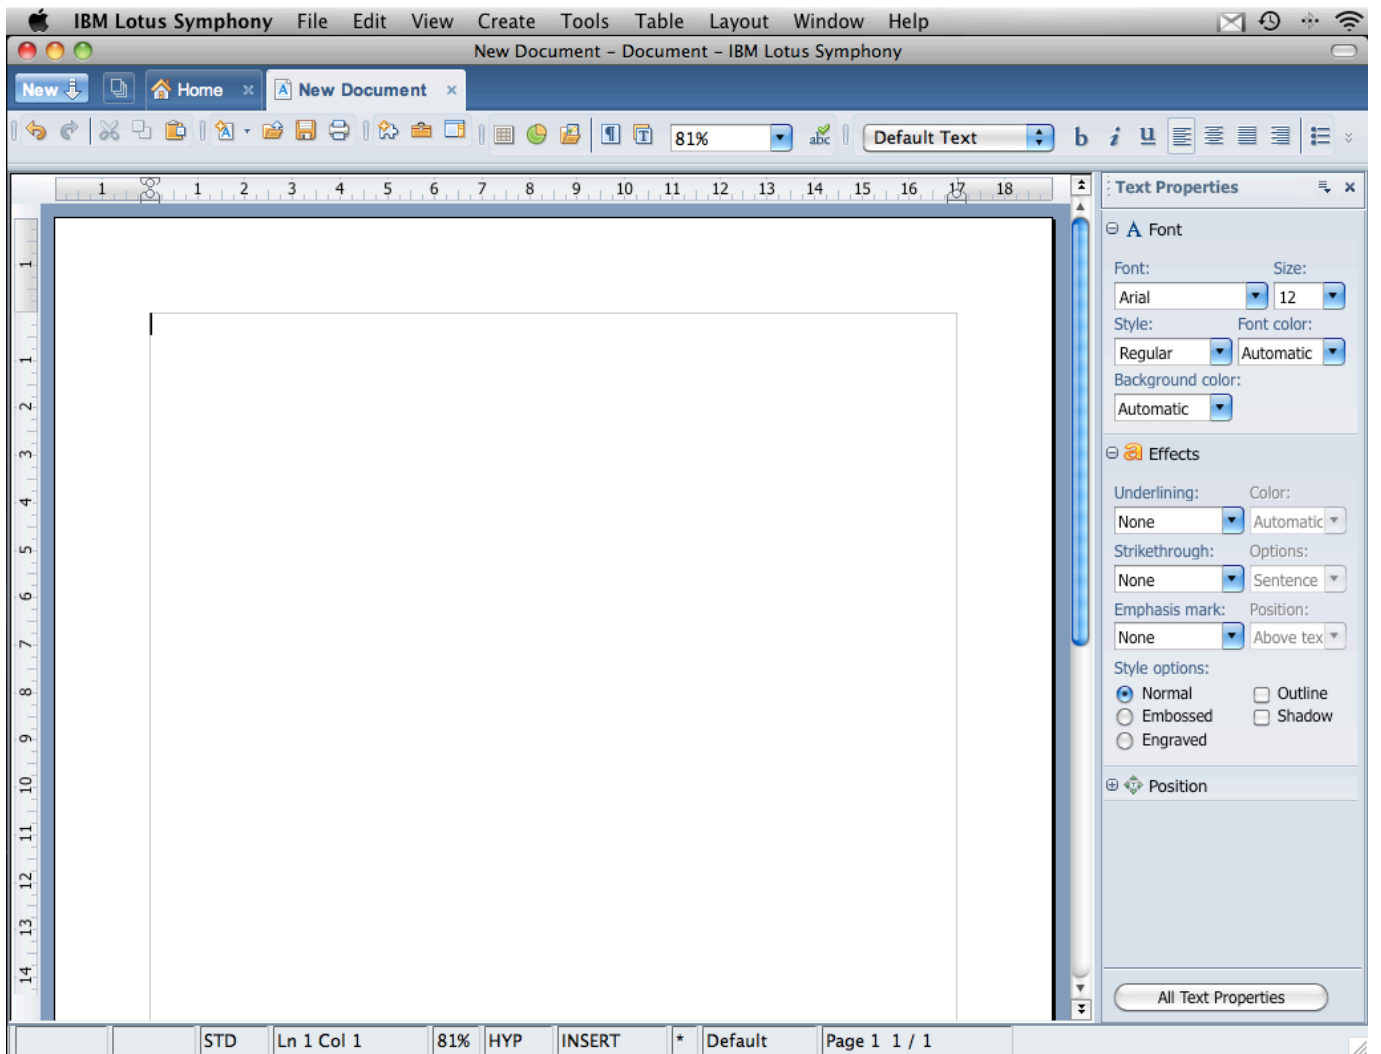 IBM Lotus Symphony File Edit View Create Tools Table Layout Window Help
New Document – Document – IBM Lotus Symphony
New Home × New Document ×
81% abc Default Text b i u
1 1 2 3 4 5 6 7 8 9 10 11 12 13 14 15 16 17 18
Text Properties
Font
Font: Size:
Arial 12
Style: Font color:
Regular Automatic
Background color:
Automatic
Effects
Underlining: Color:
None Automatic
Strikethrough: Options:
None Sentence
Emphasis mark: Position:
None Above tex
Style options:
Normal Outline
Embossed Shadow
Engraved
Position
All Text Properties
1
1
2
3
4
5
6
7
8
9
10
11
12
13
14
STD Ln 1 Col 1 81% HYP INSERT * Default Page 1 1 / 1